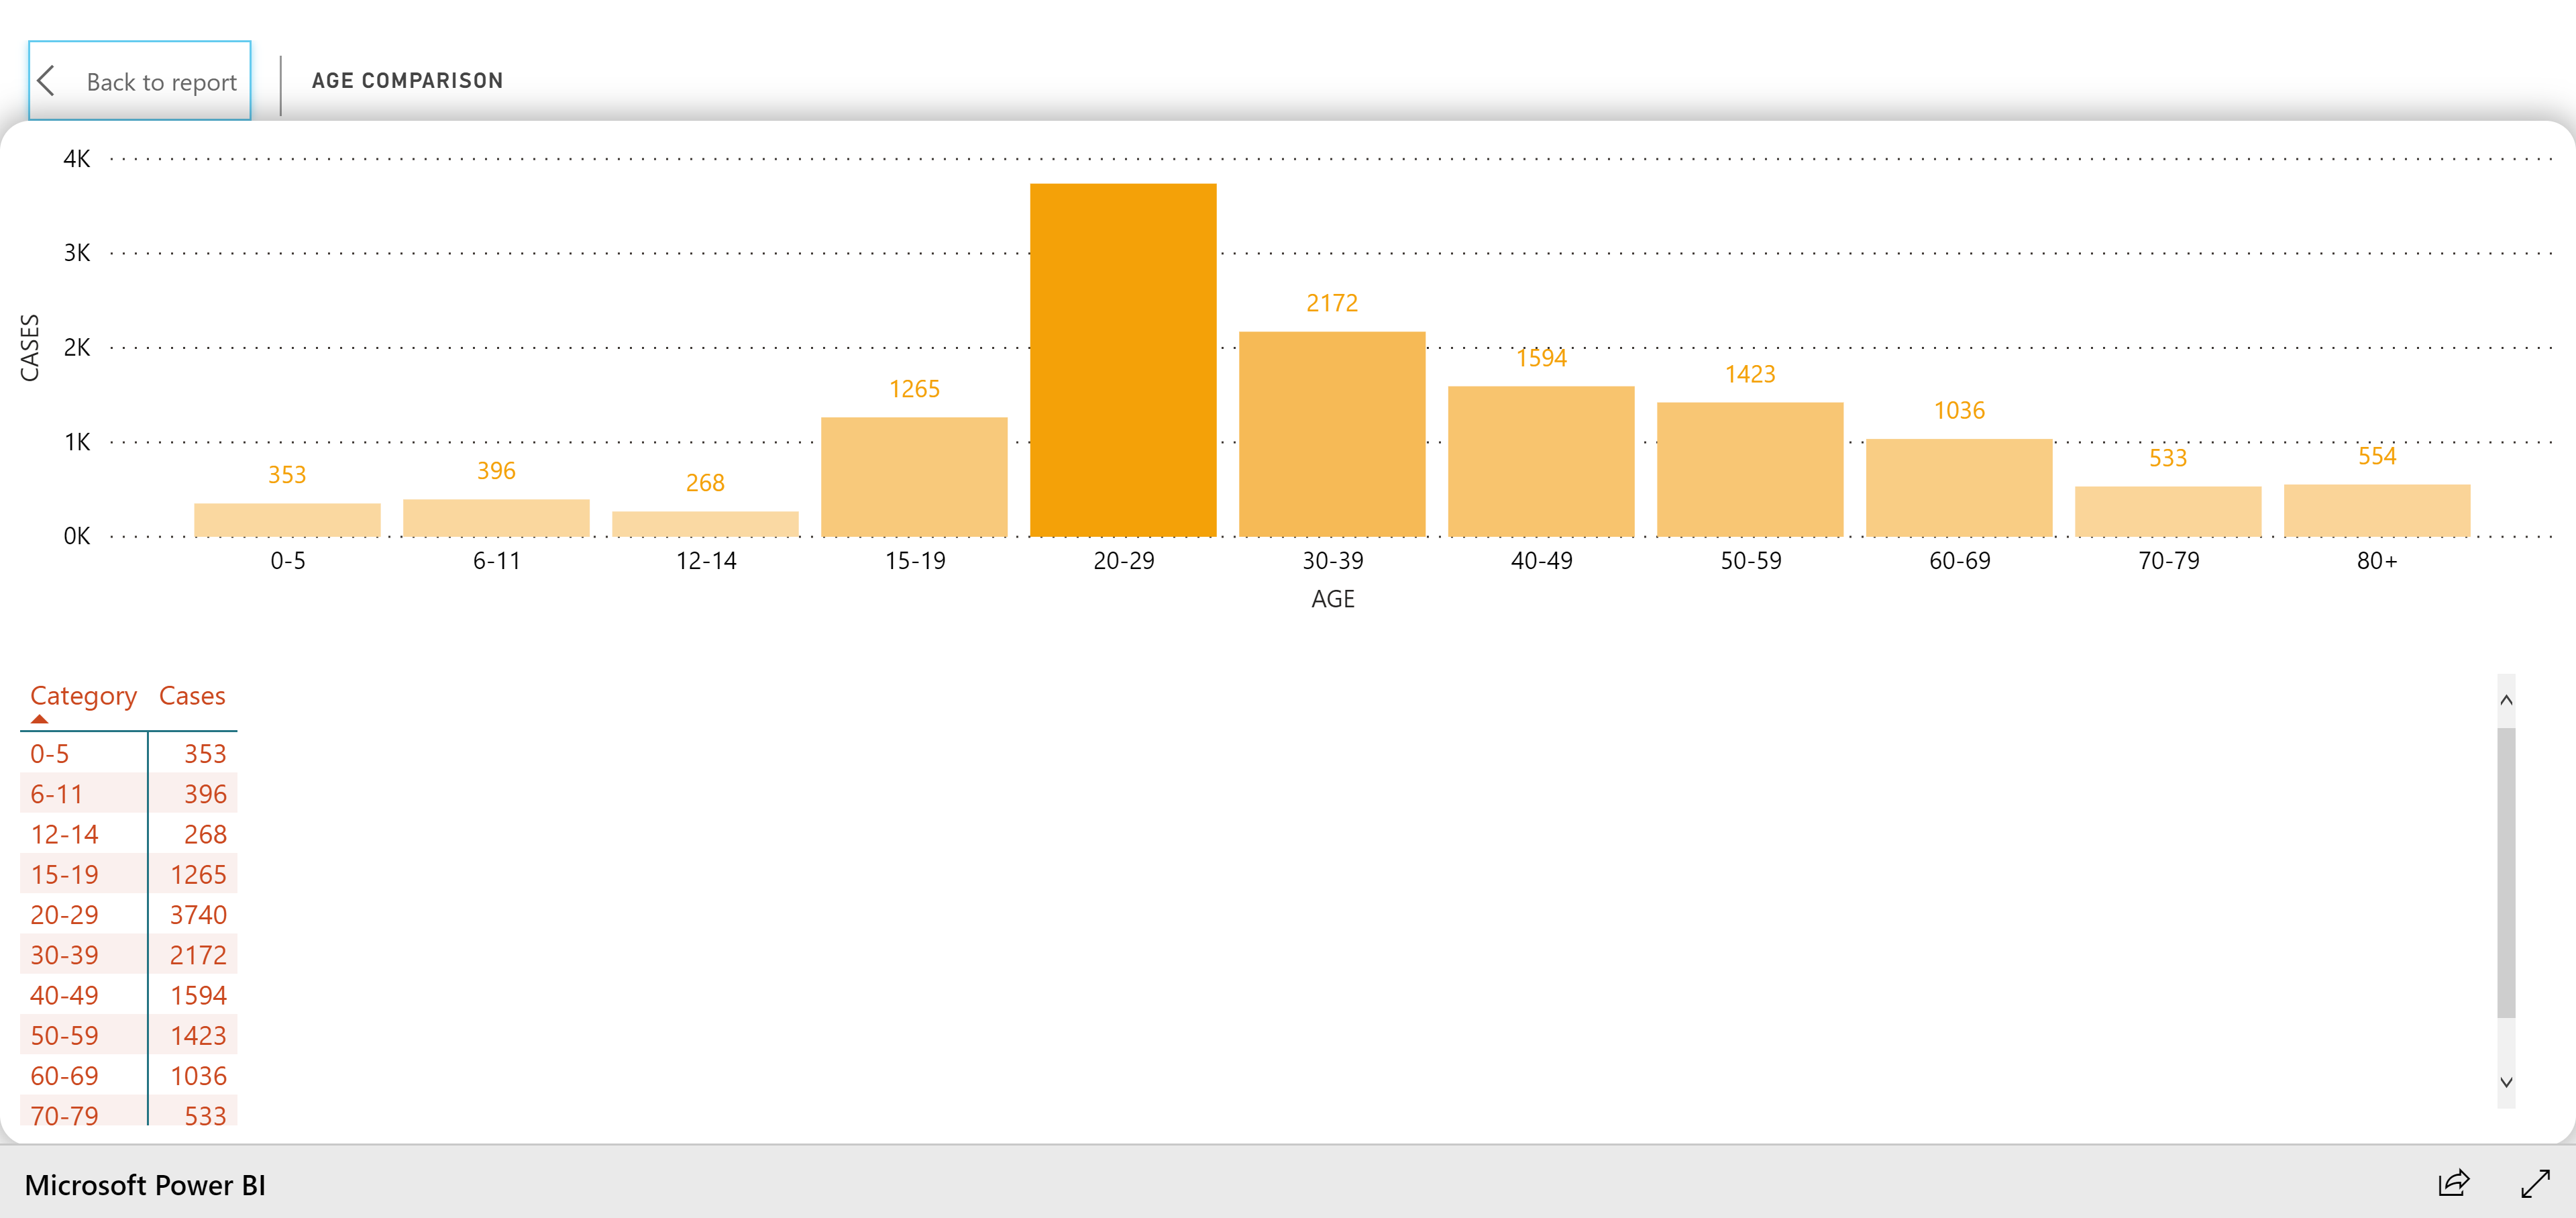 Back to report
AGE COMPARISON
4K
3K
2K
1K
0K
CASES
353
396
268
1265
2172
1594
1423
1036
533
554
0-5
6-11
12-14
15-19
20-29
30-39
40-49
50-59
60-69
70-79
80+
AGE
Category Cases
0-5 353
6-11 396
12-14 268
15-19 1265
20-29 3740
30-39 2172
40-49 1594
50-59 1423
60-69 1036
70-79 533
Microsoft Power BI